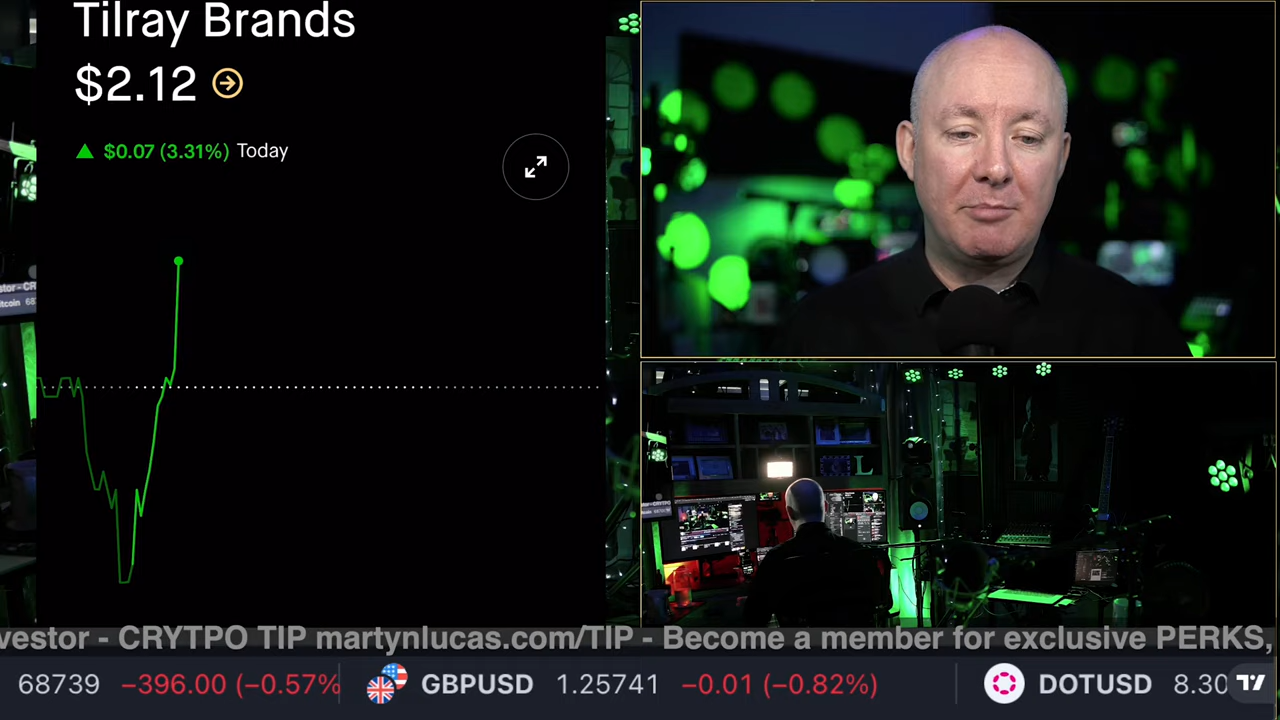 Tilray Brands
$2.12
$0.07 (3.31%) Today
vestor - CRYTPO TIP martynlucas.com/TIP - Become a member for exclusive PERKS,
68739 −396.00 (−0.57% GBPUSD 1.25741 −0.01 (−0.82%) DOTUSD 8.30